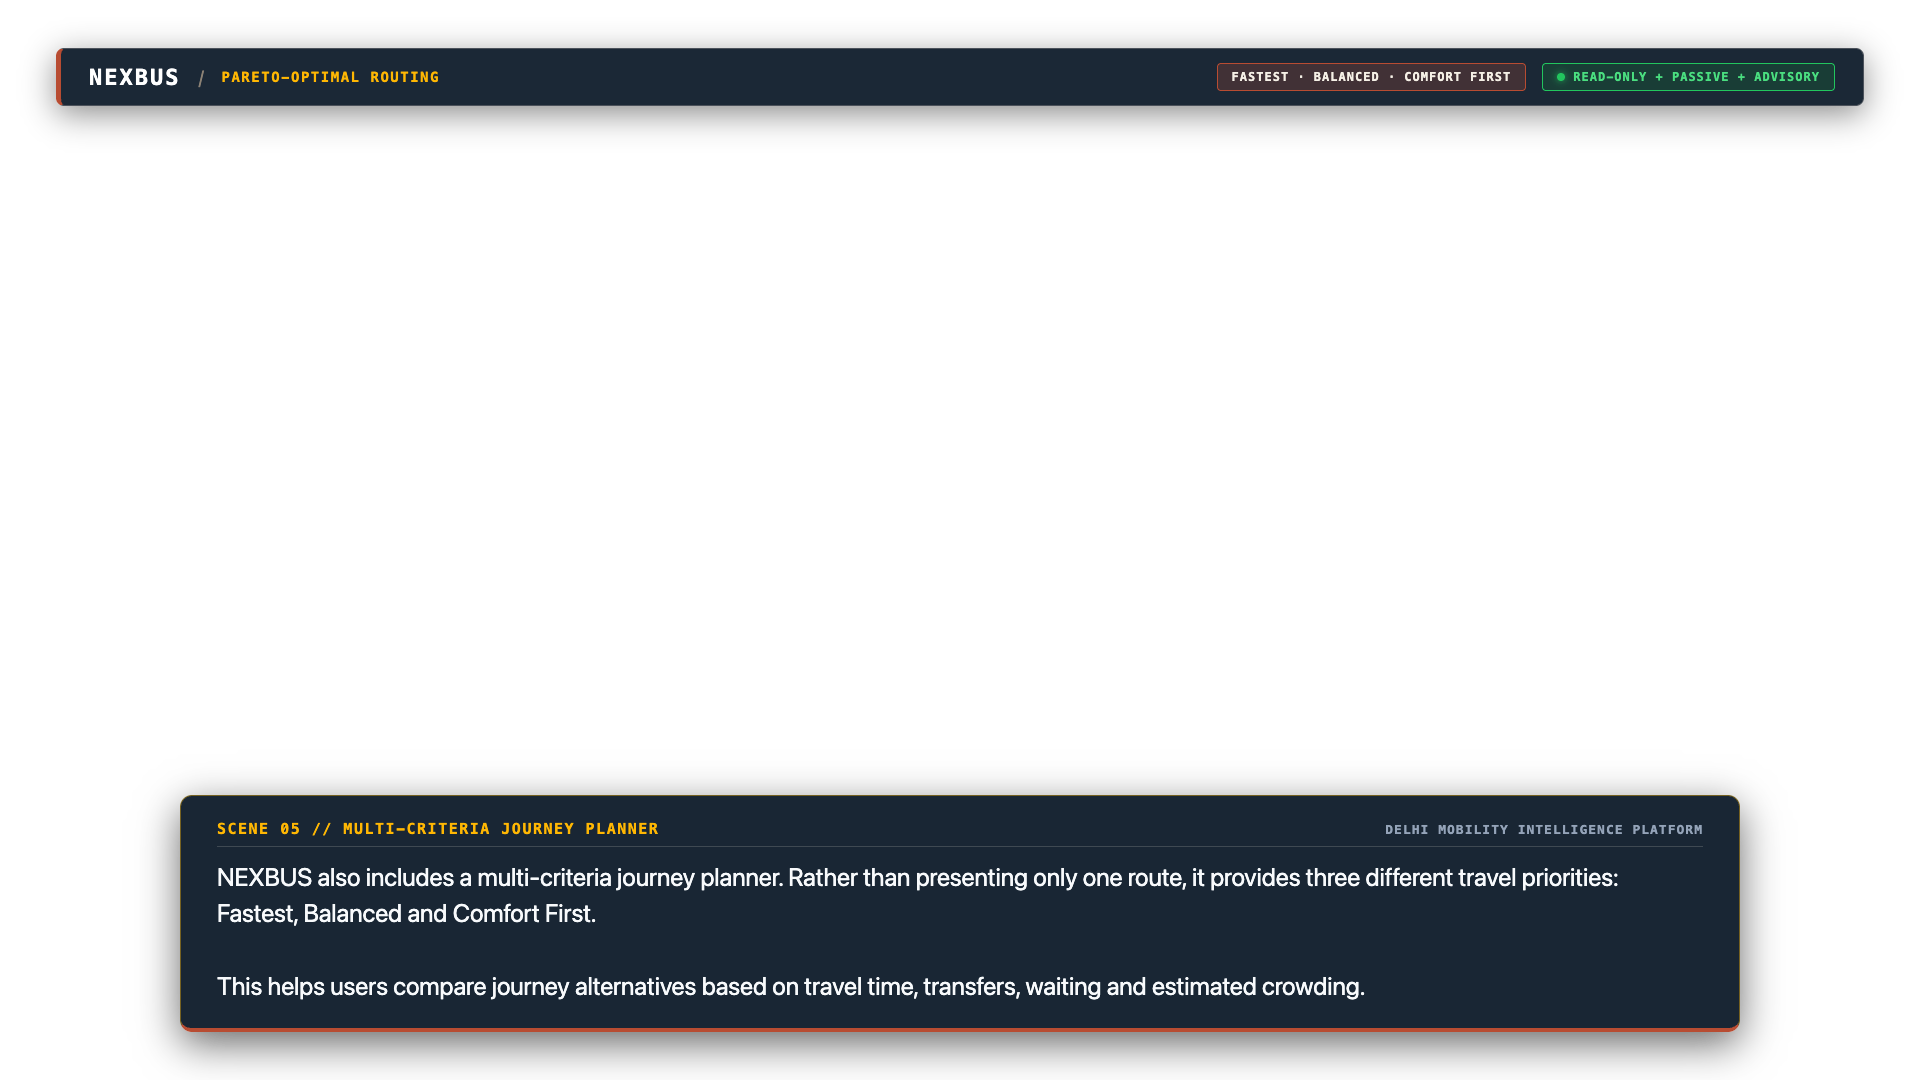 NEXBUS / PARETO-OPTIMAL ROUTING
FASTEST · BALANCED · COMFORT FIRST
READ-ONLY + PASSIVE + ADVISORY
SCENE 05 // MULTI-CRITERIA JOURNEY PLANNER
DELHI MOBILITY INTELLIGENCE PLATFORM
NEXBUS also includes a multi-criteria journey planner. Rather than presenting only one route, it provides three different travel priorities:
Fastest, Balanced and Comfort First.
This helps users compare journey alternatives based on travel time, transfers, waiting and estimated crowding.